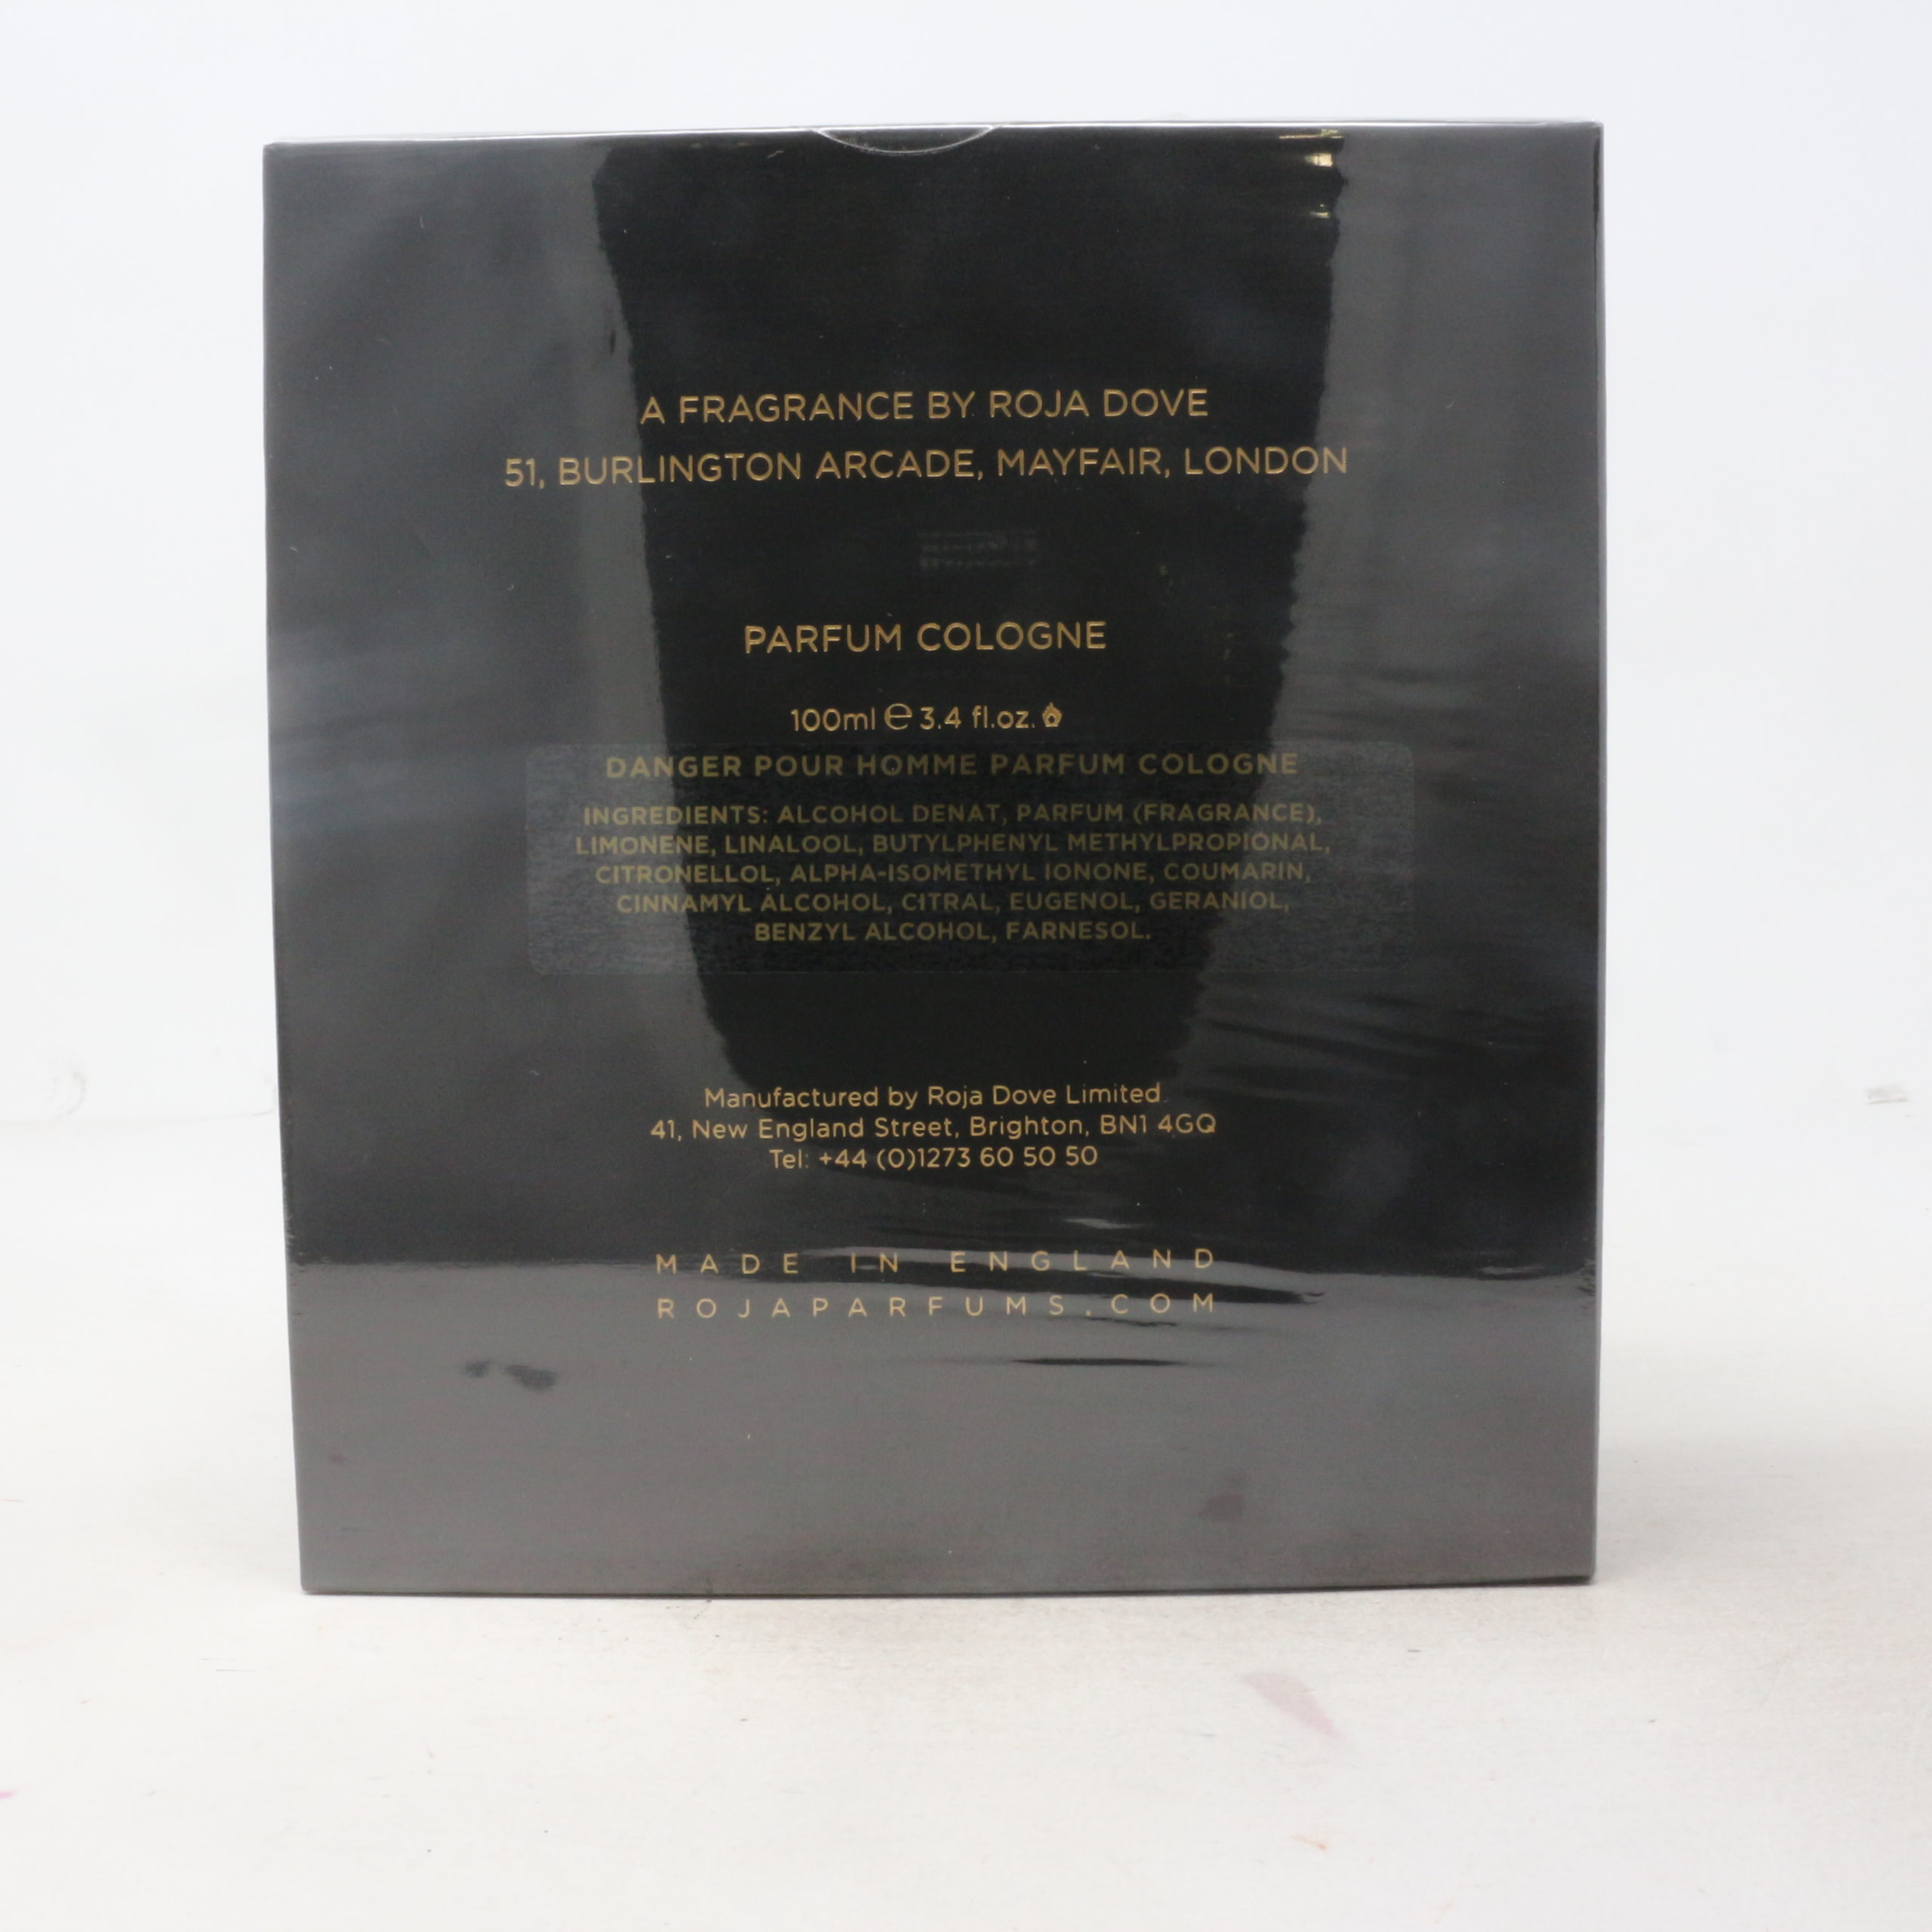 A FRAGRANCE BY ROJA DOVE
51, BURLINGTON ARCADE, MAYFAIR, LONDON
PARFUM COLOGNE
100ml ℮ 3.4 fl.oz.
DANGER POUR HOMME PARFUM COLOGNE
INGREDIENTS: ALCOHOL DENAT, PARFUM (FRAGRANCE),
LIMONENE, LINALOOL, BUTYLPHENYL METHYLPROPIONAL,
CITRONELLOL, ALPHA-ISOMETHYL IONONE, COUMARIN,
CINNAMYL ALCOHOL, CITRAL, EUGENOL, GERANIOL,
BENZYL ALCOHOL, FARNESOL.
Manufactured by Roja Dove Limited
41, New England Street, Brighton, BN1 4GQ
Tel: +44 (0)1273 60 50 50
MADE IN ENGLAND
ROJAPARFUMS.COM